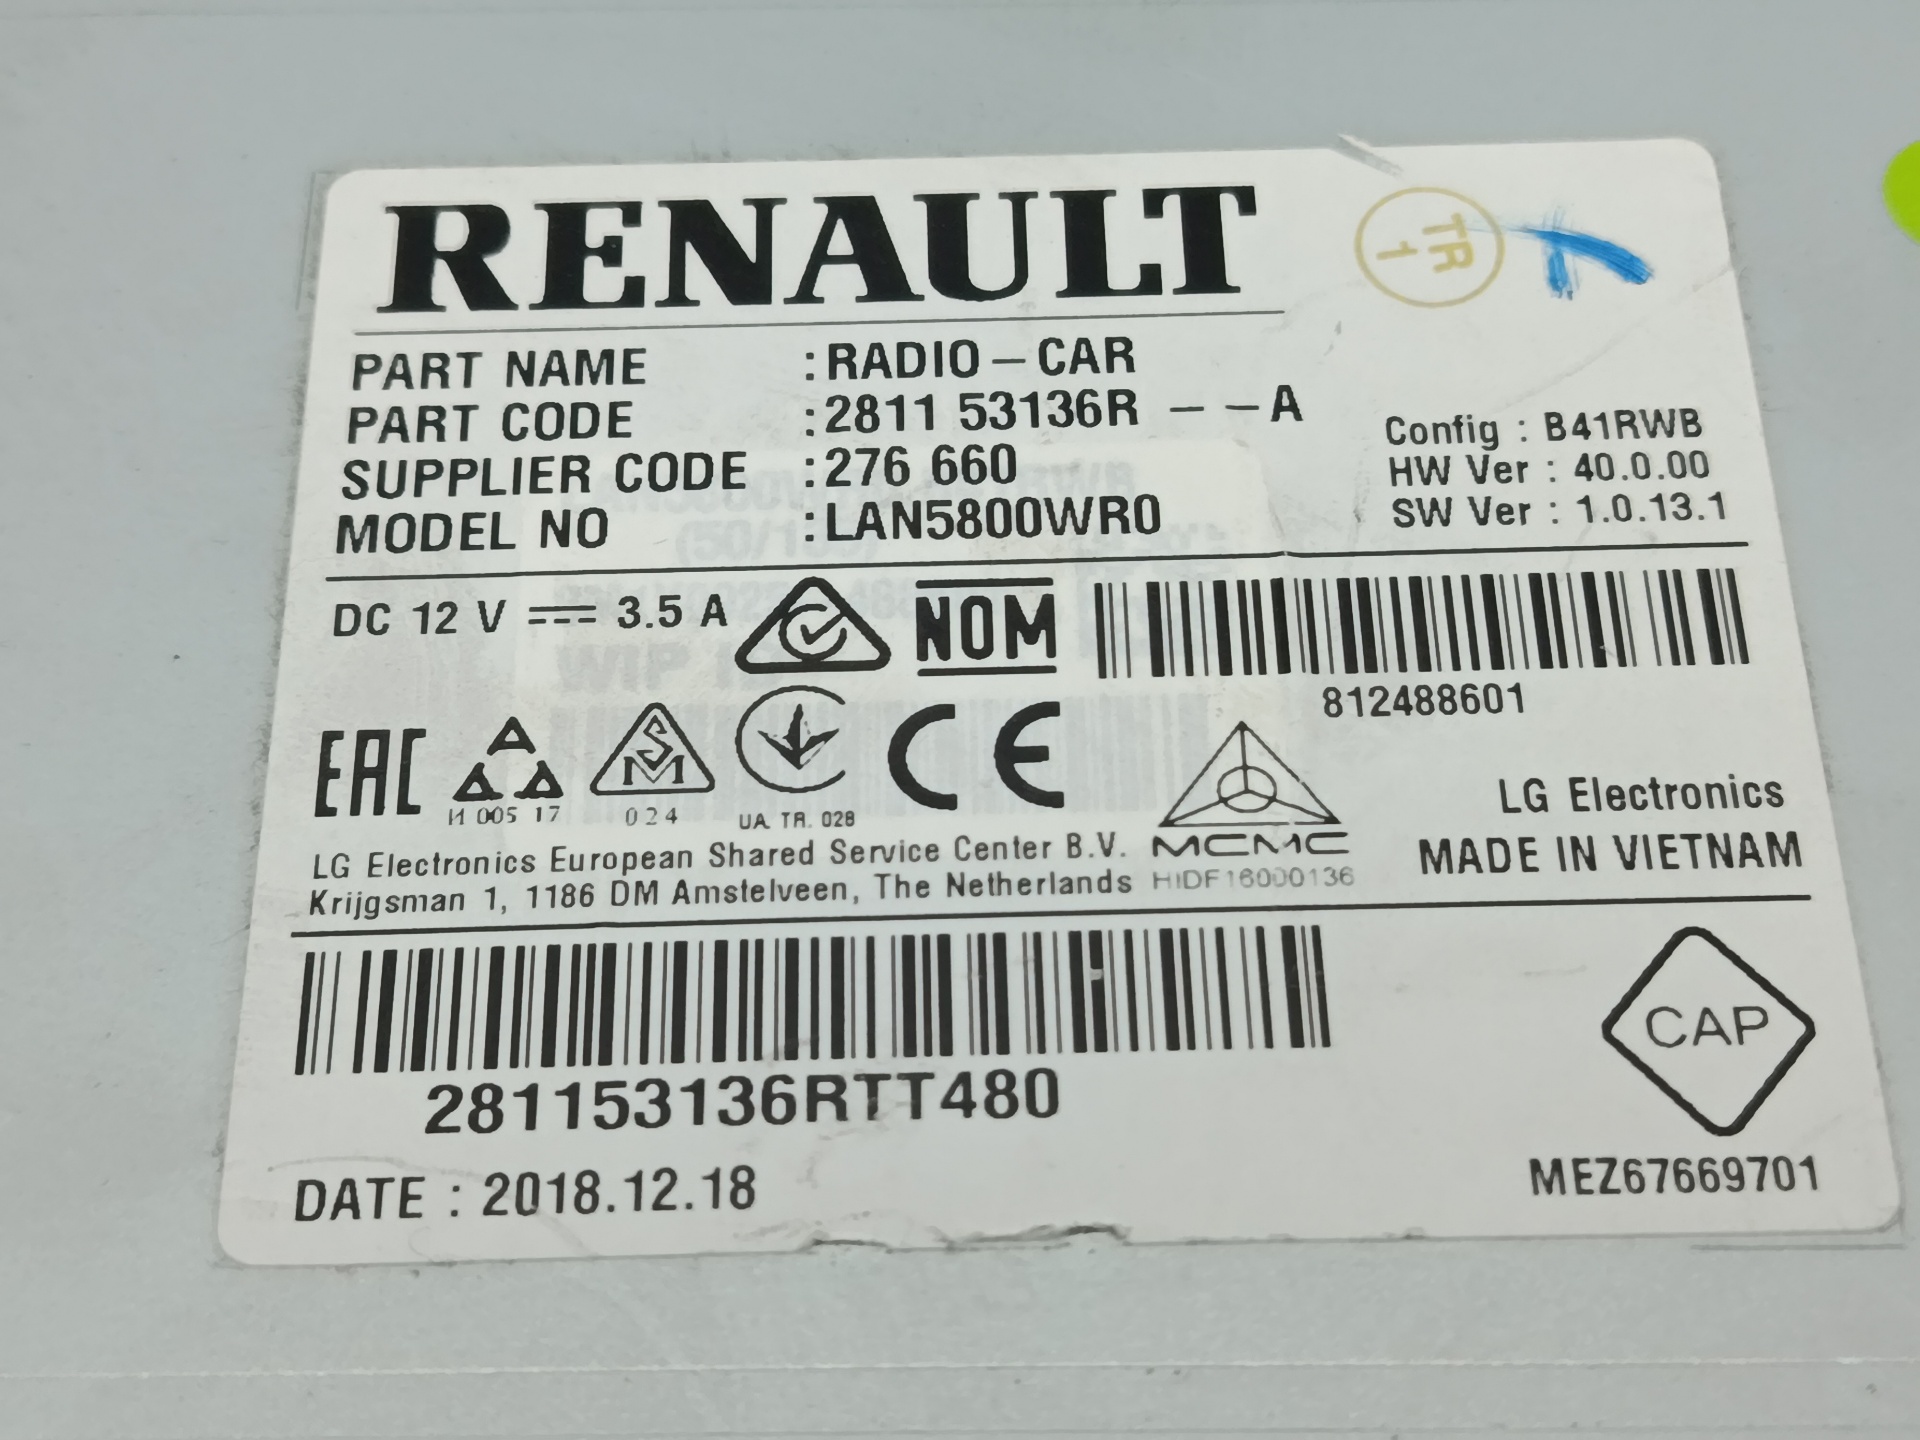 RENAULT
TR
1
PART NAME :RADIO-CAR
PART CODE :2811 53136R - -A
SUPPLIER CODE :276 660
MODEL NO :LAN5800WR0
Config : B41RWB
HW Ver : 40.0.00
SW Ver : 1.0.13.1
DC 12 V 3.5 A
NOM
812488601
EAC
И 005 17
SM
024
UA. TR. 028
CE
MCMC
HIDF16000136
LG Electronics
MADE IN VIETNAM
LG Electronics European Shared Service Center B.V.
Krijgsman 1, 1186 DM Amstelveen, The Netherlands
281153136RTT480
CAP
DATE : 2018.12.18
MEZ67669701